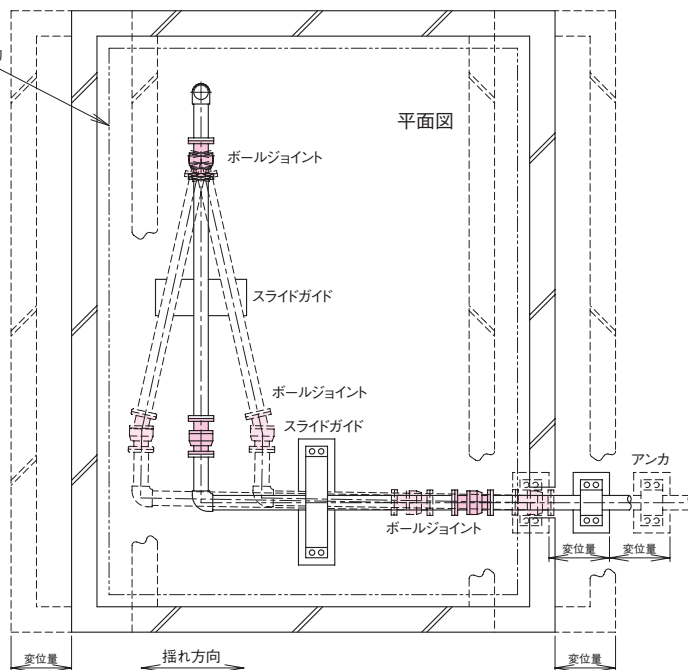 平面図
ボールジョイント
スライドガイド
ボールジョイント
スライドガイド
アンカ
ボールジョイント
変位量
変位量
変位量
揺れ方向
変位量